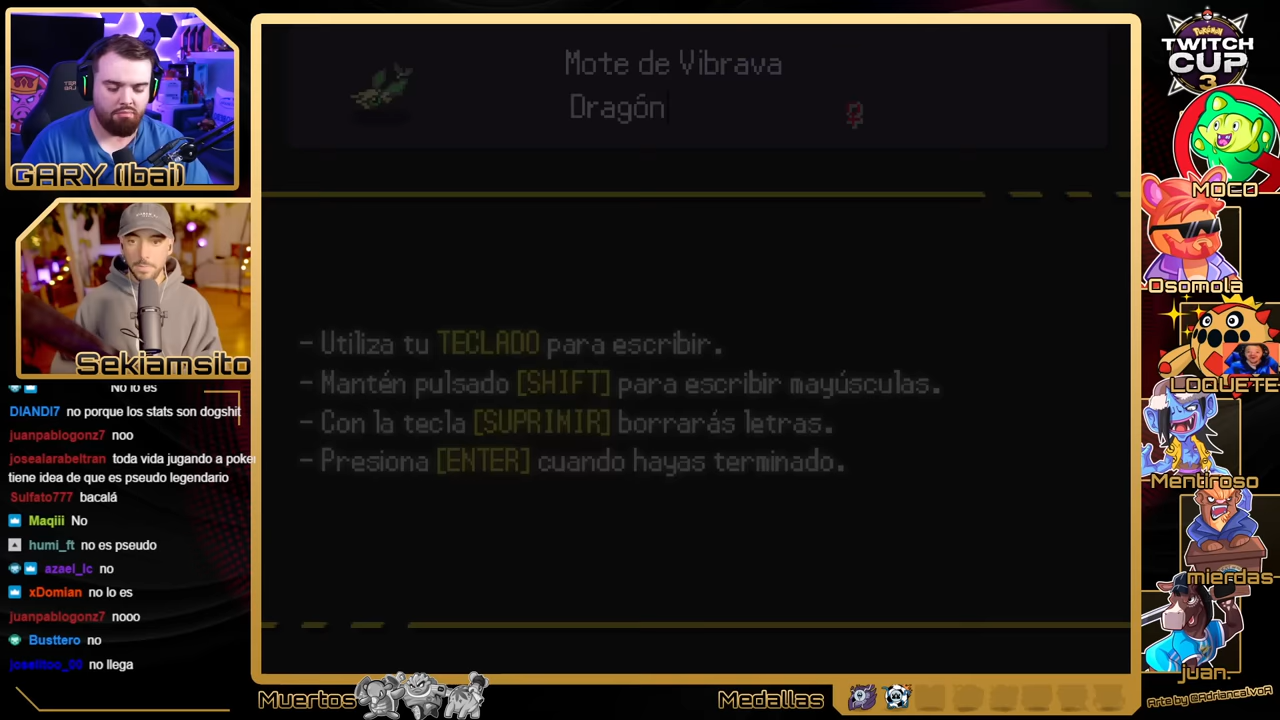 GARY (Ibai)
Sekiamsito
No lo es
DIANDI7 no porque los stats son dogshit
juanpablogonz7 noo
josealarabeltran toda vida jugando a poke
tiene idea de que es pseudo legendario
Sulfato777 bacalá
Maqiii No
humi_ft no es pseudo
azael_lc no
xDomian no lo es
juanpablogonz7 nooo
Busttero no
no llega
Mote de Vibrava
Dragón
- Utiliza tu TECLADO para escribir.
- Mantén pulsado [SHIFT] para escribir mayúsculas.
- Con la tecla [SUPRIMIR] borrarás letras.
- Presiona [ENTER] cuando hayas terminado.
Muertos
Medallas
POKÉMON
TWITCH
CUP
3
MOCO
Osomola
LOQUETE
Mentiroso
mierdas
juan.
Arte by @AdriancalvoA